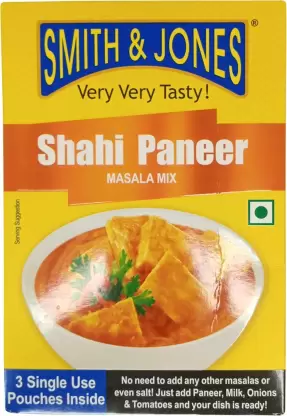 SMITH & JONES®
Very Very Tasty!
Shahi Paneer
MASALA MIX
Serving Suggestion
3 Single Use
Pouches Inside
No need to add any other masalas or
even salt! Just add Paneer, Milk, Onions
& Tomatoes and your dish is ready!